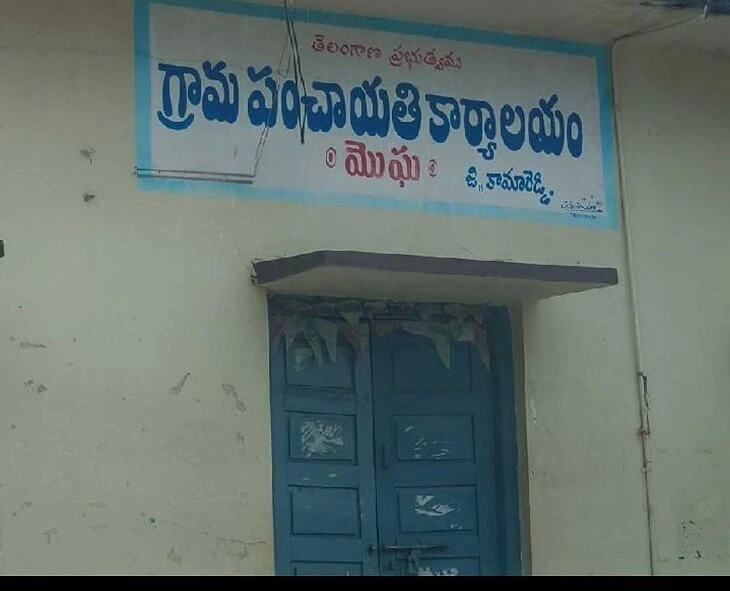 తెలంగాణ ప్రభుత్వము
గ్రామ పంచాయతి కార్యాలయం
మొఘ
జి,, కామారెడ్డి.